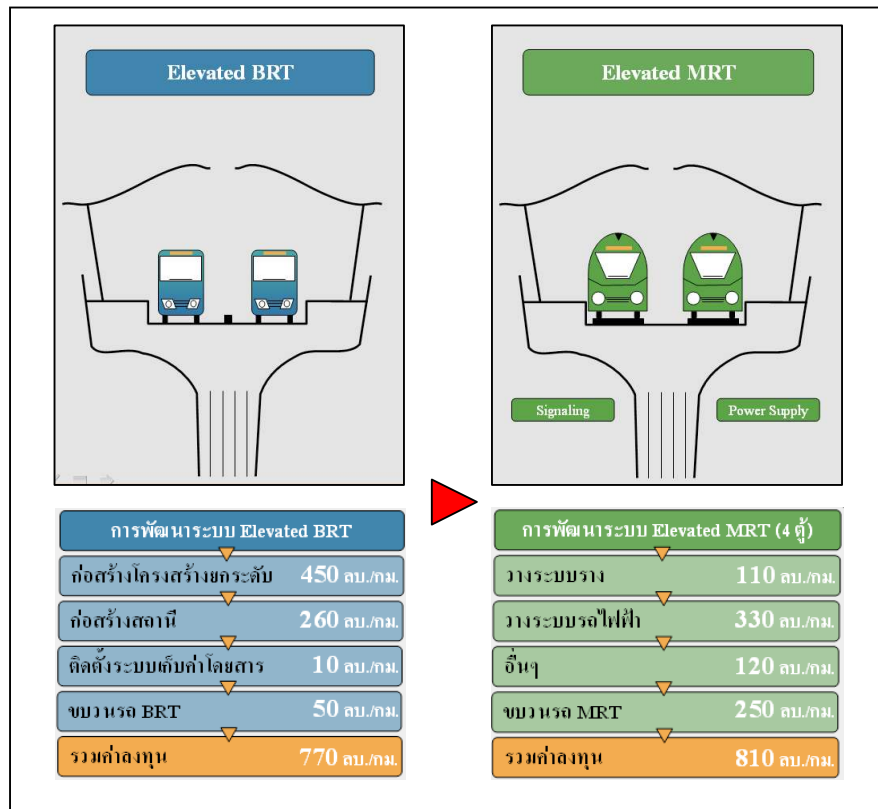 Elevated BRT
Elevated MRT
Signaling
Power Supply
การพัฒนาระบบ Elevated BRT
ก่อสร้างโครงสร้างยกระดับ 450 ลบ./กม.
ก่อสร้างสถานี 260 ลบ./กม.
ติดตั้งระบบเก็บค่าโดยสาร 10 ลบ./กม.
ขบวนรถ BRT 50 ลบ./กม.
รวมค่าลงทุน 770 ลบ./กม.
การพัฒนาระบบ Elevated MRT (4 ตู้)
วางระบบราง 110 ลบ./กม.
วางระบบรถไฟฟ้า 330 ลบ./กม.
อื่นๆ 120 ลบ./กม.
ขบวนรถ MRT 250 ลบ./กม.
รวมค่าลงทุน 810 ลบ./กม.